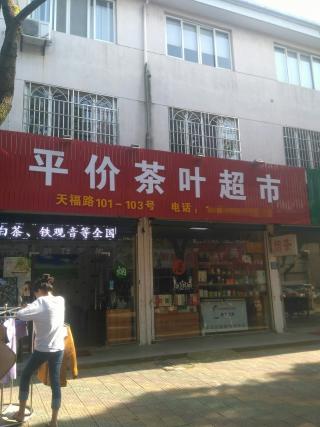 平价茶叶超市
天福路101-103号 电话：
白茶、铁观音等全国
烟